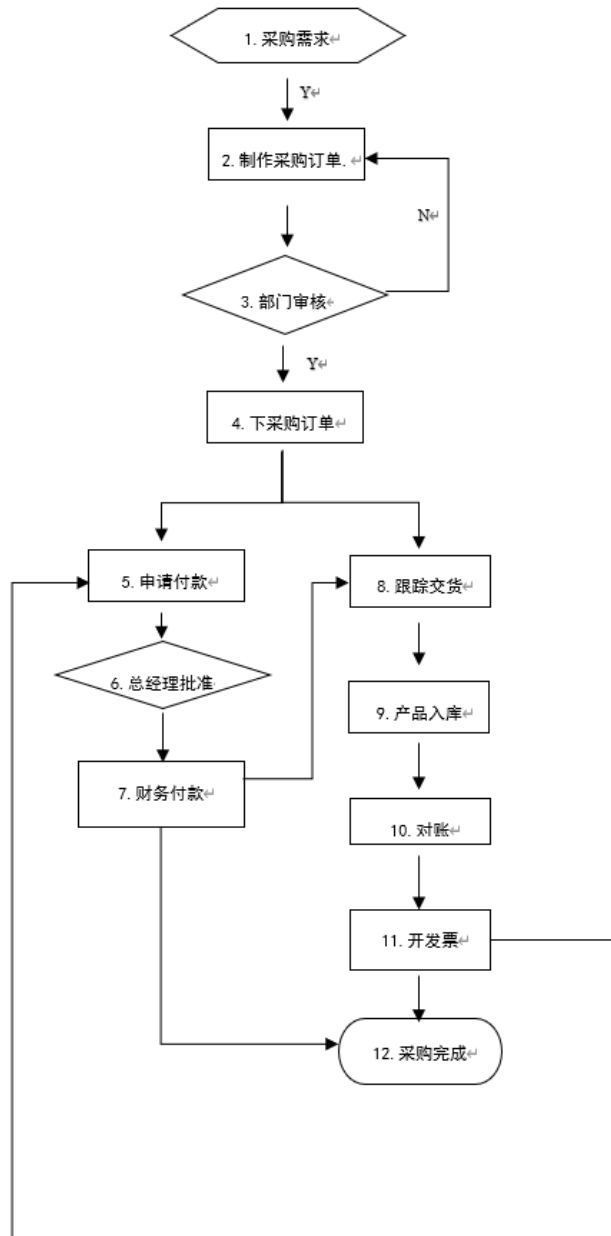 1. 采购需求↵
Y↵
2. 制作采购订单.
N↵
3. 部门审核↵
Y↵
4. 下采购订单↵
5. 申请付款↵
8. 跟踪交货↵
6. 总经理批准
9. 产品入库↵
7. 财务付款↵
10. 对账↵
11. 开发票↵
12. 采购完成↵